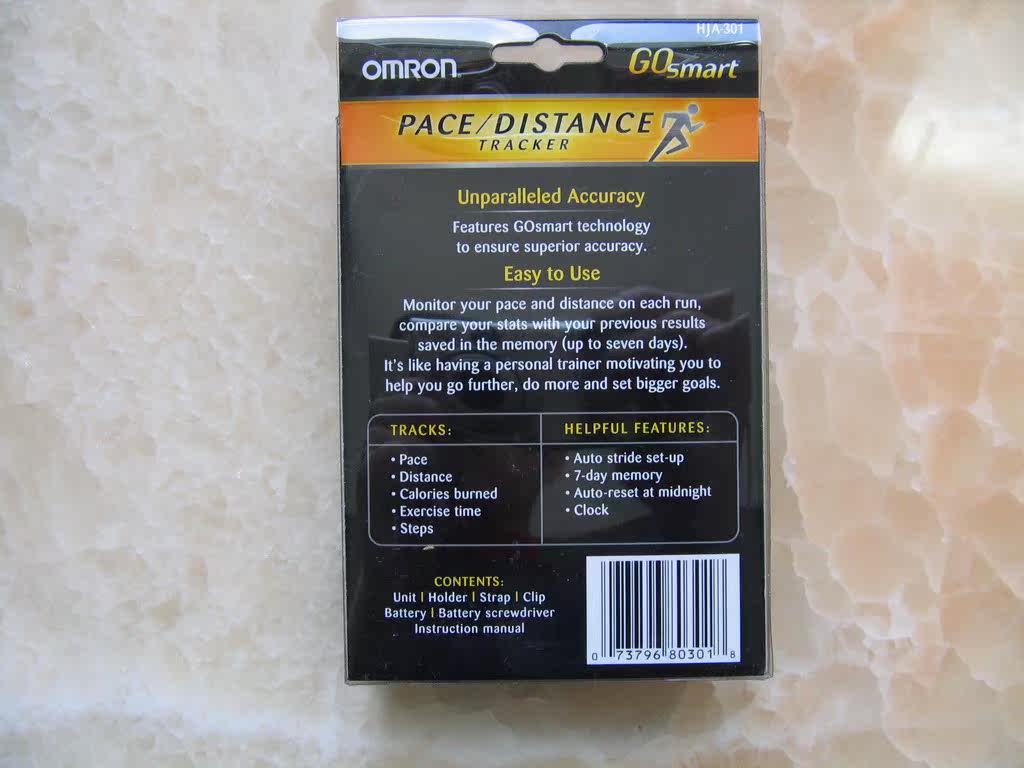 HJA-301
OMRON
GOsmart
PACE/DISTANCE
TRACKER
Unparalleled Accuracy
Features GOsmart technology
to ensure superior accuracy.
Easy to Use
Monitor your pace and distance on each run,
compare your stats with your previous results
saved in the memory (up to seven days).
It's like having a personal trainer motivating you to
help you go further, do more and set bigger goals.
TRACKS:
• Pace
• Distance
• Calories burned
• Exercise time
• Steps
HELPFUL FEATURES:
• Auto stride set-up
• 7-day memory
• Auto-reset at midnight
• Clock
CONTENTS:
Unit | Holder | Strap | Clip
Battery | Battery screwdriver
Instruction manual
0 73796 80301 8